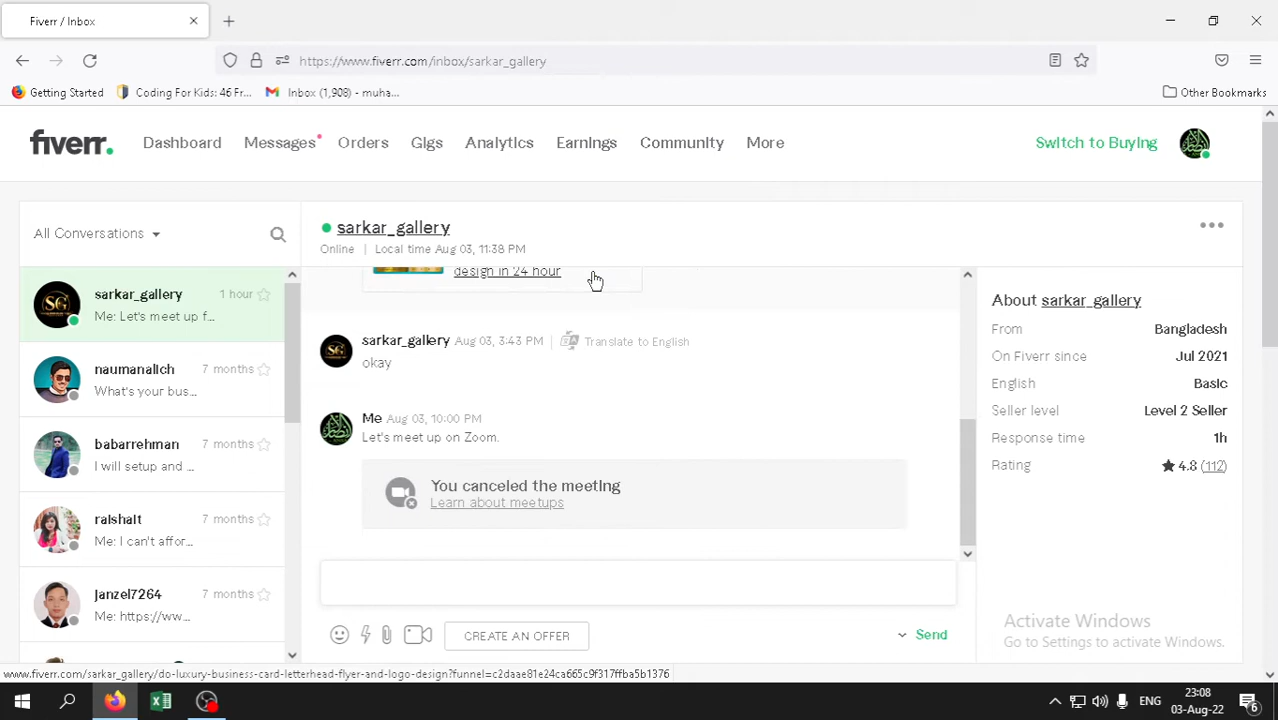 Fiverr / Inbox
https://www.fiverr.com/inbox/sarkar_gallery
Getting Started
Coding For Kids: 46 Fr...
Inbox (1,908) - muha...
Other Bookmarks
fiverr.
Dashboard
Messages
Orders
Gigs
Analytics
Earnings
Community
More
Switch to Buying
All Conversations
sarkar_gallery
Online | Local time Aug 03, 11:38 PM
sarkar_gallery
1 hour
Me: Let's meet up f...
naumanalich
7 months
What's your bus...
babarrehman
7 months
I will setup and ...
raishait
7 months
Me: I can't affor...
janzel7264
7 months
Me: https://ww...
design in 24 hour
SG
sarkar_gallery Aug 03, 3:43 PM | Translate to English
okay
Me Aug 03, 10:00 PM
Let's meet up on Zoom.
You canceled the meeting
Learn about meetups
CREATE AN OFFER
Send
About sarkar_gallery
From Bangladesh
On Fiverr since Jul 2021
English Basic
Seller level Level 2 Seller
Response time 1h
Rating 4.8 (112)
Activate Windows
Go to Settings to activate Windows.
www.fiverr.com/sarkar_gallery/do-luxury-business-card-letterhead-flyer-and-logo-design?funnel=c2daae81e24ca665c9f317ffba5b1376
ENG
23:08
03-Aug-22
6